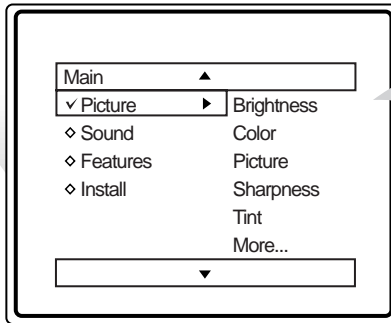 Main
Picture Brightness
Sound Color
Features Picture
Install Sharpness
Tint
More...